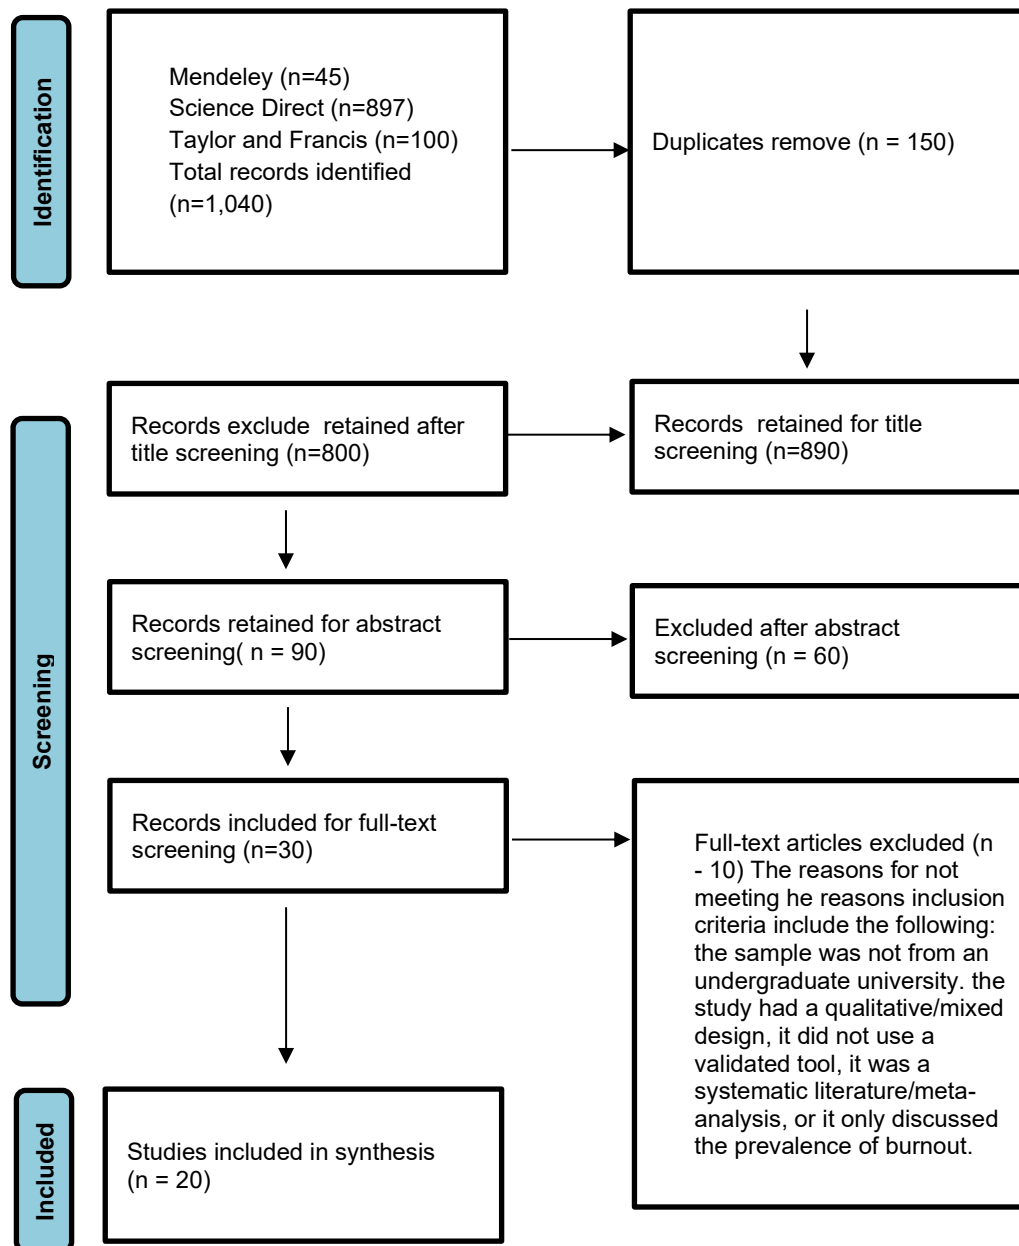 Identification
Mendeley (n=45)
Science Direct (n=897)
Taylor and Francis (n=100)
Total records identified
(n=1,040)
Duplicates remove (n = 150)
Screening
Records exclude retained after
title screening (n=800)
Records retained for title
screening (n=890)
Records retained for abstract
screening( n = 90)
Excluded after abstract
screening (n = 60)
Records included for full-text
screening (n=30)
Full-text articles excluded (n
- 10) The reasons for not
meeting he reasons inclusion
criteria include the following:
the sample was not from an
undergraduate university. the
study had a qualitative/mixed
design, it did not use a
validated tool, it was a
systematic literature/meta-
analysis, or it only discussed
the prevalence of burnout.
Included
Studies included in synthesis
(n = 20)